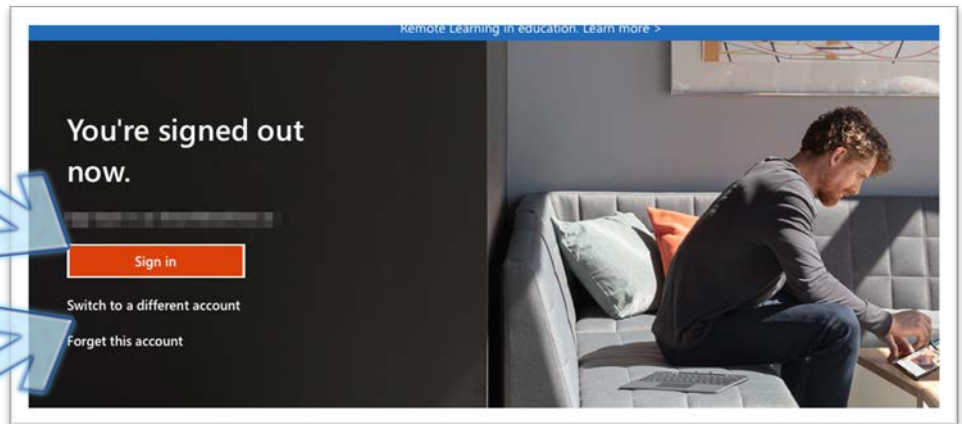 Remote Learning in education. Learn more >
You're signed out
now.
Sign in
Switch to a different account
Forget this account